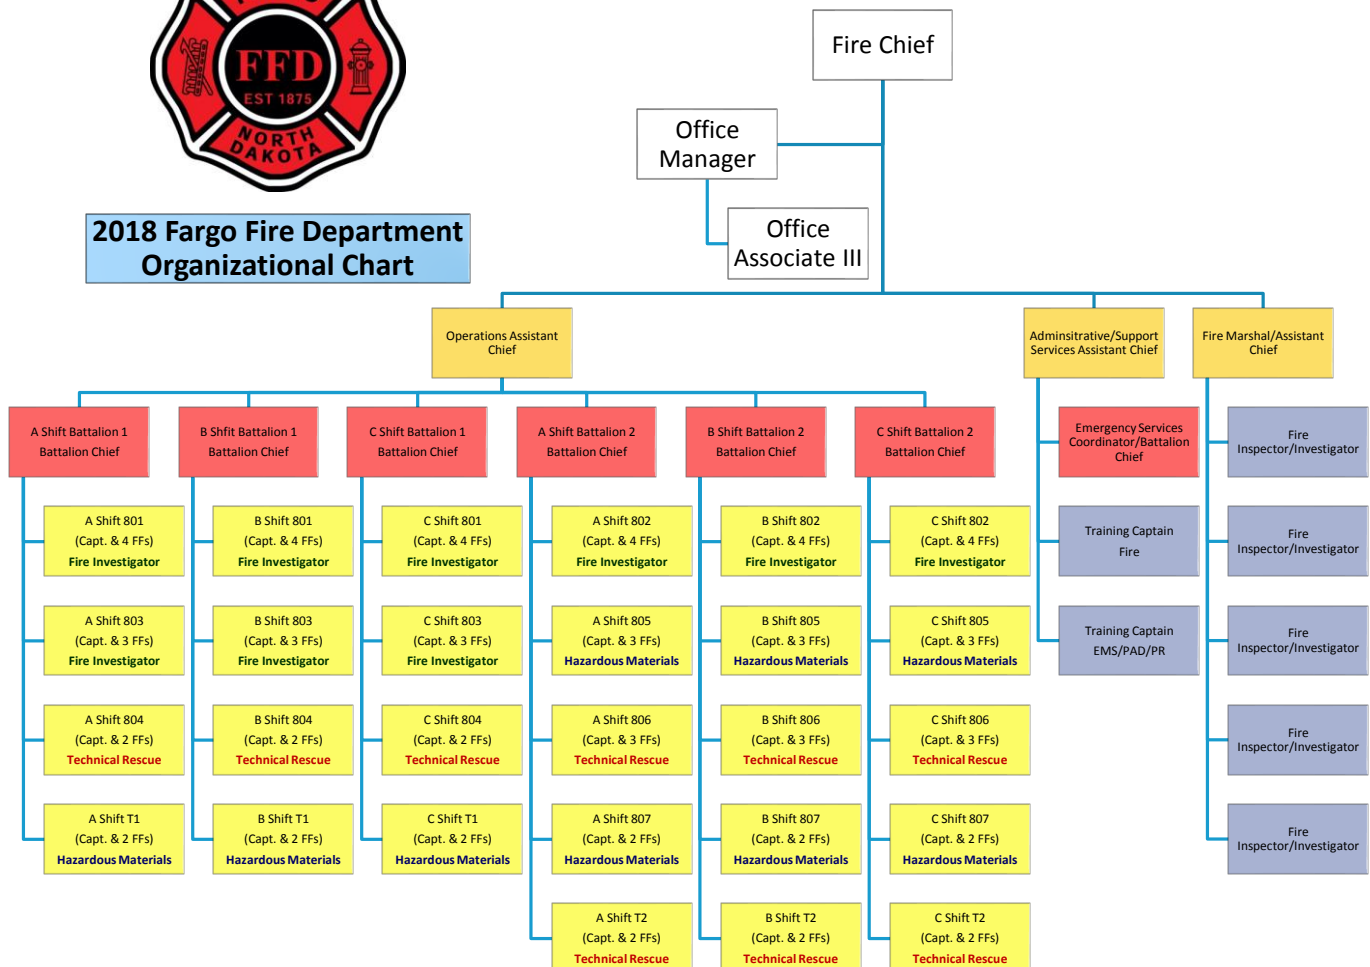 FFD
EST 1875
NORTH
DAKOTA
2018 Fargo Fire Department
Organizational Chart
Fire Chief
Office
Manager
Office
Associate III
Operations Assistant
Chief
Adminsitrative/Support
Services Assistant Chief
Fire Marshal/Assistant
Chief
A Shift Battalion 1
Battalion Chief
B Shfit Battalion 1
Battalion Chief
C Shift Battalion 1
Battalion Chief
A Shift Battalion 2
Battalion Chief
B Shift Battalion 2
Battalion Chief
C Shift Battalion 2
Battalion Chief
Emergency Services
Coordinator/Battalion
Chief
Fire
Inspector/Investigator
A Shift 801
(Capt. & 4 FFs)
Fire Investigator
B Shift 801
(Capt. & 4 FFs)
Fire Investigator
C Shift 801
(Capt. & 4 FFs)
Fire Investigator
A Shift 802
(Capt. & 4 FFs)
Fire Investigator
B Shift 802
(Capt. & 4 FFs)
Fire Investigator
C Shift 802
(Capt. & 4 FFs)
Fire Investigator
Training Captain
Fire
Fire
Inspector/Investigator
A Shift 803
(Capt. & 3 FFs)
Fire Investigator
B Shift 803
(Capt. & 3 FFs)
Fire Investigator
C Shift 803
(Capt. & 3 FFs)
Fire Investigator
A Shift 805
(Capt. & 3 FFs)
Hazardous Materials
B Shift 805
(Capt. & 3 FFs)
Hazardous Materials
C Shift 805
(Capt. & 3 FFs)
Hazardous Materials
Training Captain
EMS/PAD/PR
Fire
Inspector/Investigator
A Shift 804
(Capt. & 2 FFs)
Technical Rescue
B Shift 804
(Capt. & 2 FFs)
Technical Rescue
C Shift 804
(Capt. & 2 FFs)
Technical Rescue
A Shift 806
(Capt. & 3 FFs)
Technical Rescue
B Shift 806
(Capt. & 3 FFs)
Technical Rescue
C Shift 806
(Capt. & 3 FFs)
Technical Rescue
Fire
Inspector/Investigator
A Shift T1
(Capt. & 2 FFs)
Hazardous Materials
B Shift T1
(Capt. & 2 FFs)
Hazardous Materials
C Shift T1
(Capt. & 2 FFs)
Hazardous Materials
A Shift 807
(Capt. & 2 FFs)
Hazardous Materials
B Shift 807
(Capt. & 2 FFs)
Hazardous Materials
C Shift 807
(Capt. & 2 FFs)
Hazardous Materials
Fire
Inspector/Investigator
A Shift T2
(Capt. & 2 FFs)
Technical Rescue
B Shift T2
(Capt. & 2 FFs)
Technical Rescue
C Shift T2
(Capt. & 2 FFs)
Technical Rescue